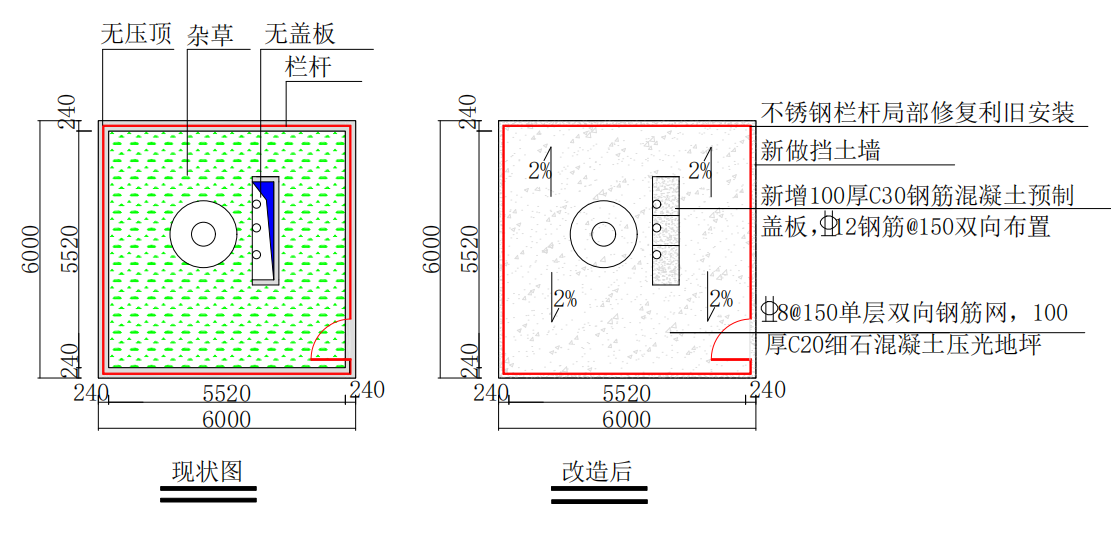 无压顶 杂草 无盖板
栏杆
240
5520
6000
240
240 5520 240
6000
现状图
240
5520
6000
240
240 5520 240
6000
2% 2%
2% 2%
不锈钢栏杆局部修复利旧安装
新做挡土墙
新增100厚C30钢筋混凝土预制
盖板,ⱷ12钢筋@150双向布置
ⱷ8@150单层双向钢筋网，100
厚C20细石混凝土压光地坪
改造后